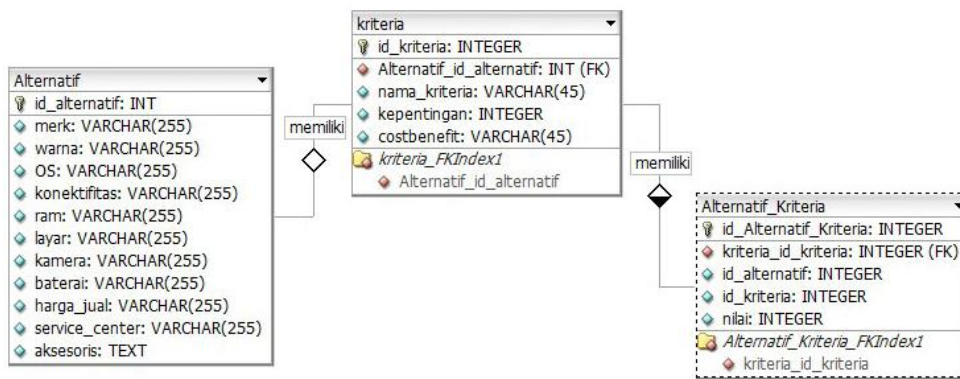 Alternatif
id_alternatif: INT
merk: VARCHAR(255)
warna: VARCHAR(255)
OS: VARCHAR(255)
konektifitas: VARCHAR(255)
ram: VARCHAR(255)
layar: VARCHAR(255)
kamera: VARCHAR(255)
baterai: VARCHAR(255)
harga_jual: VARCHAR(255)
service_center: VARCHAR(255)
aksesoris: TEXT
memiliki
kriteria
id_kriteria: INTEGER
Alternatif_id_alternatif: INT (FK)
nama_kriteria: VARCHAR(45)
kepentingan: INTEGER
costbenefit: VARCHAR(45)
kriteria_FKIndex1
Alternatif_id_alternatif
memiliki
Alternatif_Kriteria
id_Alternatif_Kriteria: INTEGER
kriteria_id_kriteria: INTEGER (FK)
id_alternatif: INTEGER
id_kriteria: INTEGER
nilai: INTEGER
Alternatif_Kriteria_FKIndex1
kriteria_id_kriteria